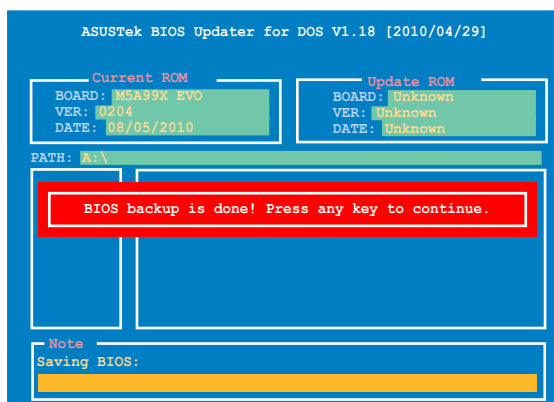 ASUSTek BIOS Updater for DOS V1.18 [2010/04/29]
Current ROM
BOARD: M5A99X EVO
VER: 0204
DATE: 08/05/2010
Update ROM
BOARD: Unknown
VER: Unknown
DATE: Unknown
PATH: A:\
BIOS backup is done! Press any key to continue.
Note
Saving BIOS: